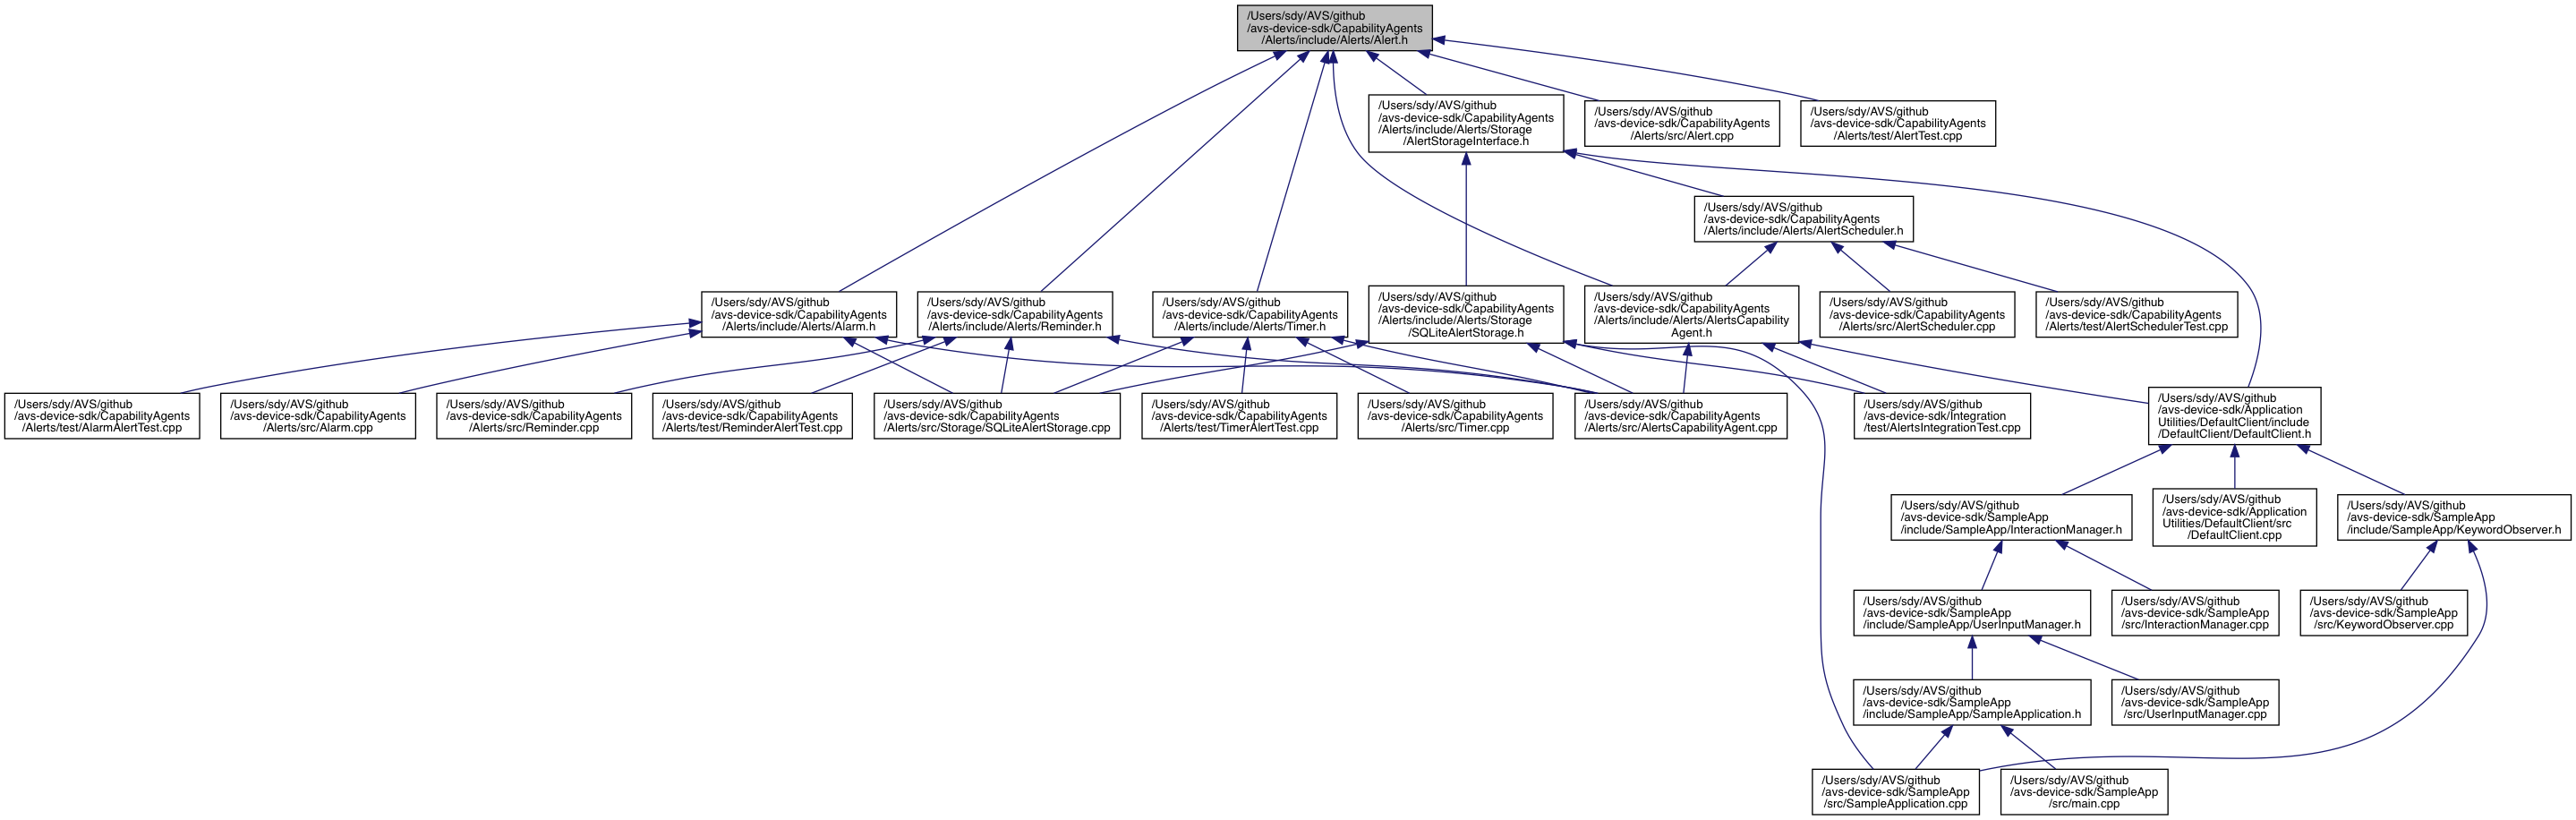 /Users/sdy/AVS/github
/avs-device-sdk/CapabilityAgents
/Alerts/include/Alerts/Alert.h
/Users/sdy/AVS/github
/avs-device-sdk/CapabilityAgents
/Alerts/include/Alerts/Storage
/AlertStorageInterface.h
/Users/sdy/AVS/github
/avs-device-sdk/CapabilityAgents
/Alerts/src/Alert.cpp
/Users/sdy/AVS/github
/avs-device-sdk/CapabilityAgents
/Alerts/test/AlertTest.cpp
/Users/sdy/AVS/github
/avs-device-sdk/CapabilityAgents
/Alerts/include/Alerts/AlertScheduler.h
/Users/sdy/AVS/github
/avs-device-sdk/CapabilityAgents
/Alerts/include/Alerts/Alarm.h
/Users/sdy/AVS/github
/avs-device-sdk/CapabilityAgents
/Alerts/include/Alerts/Reminder.h
/Users/sdy/AVS/github
/avs-device-sdk/CapabilityAgents
/Alerts/include/Alerts/Timer.h
/Users/sdy/AVS/github
/avs-device-sdk/CapabilityAgents
/Alerts/include/Alerts/Storage
/SQLiteAlertStorage.h
/Users/sdy/AVS/github
/avs-device-sdk/CapabilityAgents
/Alerts/include/Alerts/AlertsCapability
Agent.h
/Users/sdy/AVS/github
/avs-device-sdk/CapabilityAgents
/Alerts/src/AlertScheduler.cpp
/Users/sdy/AVS/github
/avs-device-sdk/CapabilityAgents
/Alerts/test/AlertSchedulerTest.cpp
/Users/sdy/AVS/github
/avs-device-sdk/CapabilityAgents
/Alerts/test/AlarmAlertTest.cpp
/Users/sdy/AVS/github
/avs-device-sdk/CapabilityAgents
/Alerts/src/Alarm.cpp
/Users/sdy/AVS/github
/avs-device-sdk/CapabilityAgents
/Alerts/src/Reminder.cpp
/Users/sdy/AVS/github
/avs-device-sdk/CapabilityAgents
/Alerts/test/ReminderAlertTest.cpp
/Users/sdy/AVS/github
/avs-device-sdk/CapabilityAgents
/Alerts/src/Storage/SQLiteAlertStorage.cpp
/Users/sdy/AVS/github
/avs-device-sdk/CapabilityAgents
/Alerts/test/TimerAlertTest.cpp
/Users/sdy/AVS/github
/avs-device-sdk/CapabilityAgents
/Alerts/src/Timer.cpp
/Users/sdy/AVS/github
/avs-device-sdk/CapabilityAgents
/Alerts/src/AlertsCapabilityAgent.cpp
/Users/sdy/AVS/github
/avs-device-sdk/Integration
/test/AlertsIntegrationTest.cpp
/Users/sdy/AVS/github
/avs-device-sdk/Application
Utilities/DefaultClient/include
/DefaultClient/DefaultClient.h
/Users/sdy/AVS/github
/avs-device-sdk/SampleApp
/include/SampleApp/InteractionManager.h
/Users/sdy/AVS/github
/avs-device-sdk/Application
Utilities/DefaultClient/src
/DefaultClient.cpp
/Users/sdy/AVS/github
/avs-device-sdk/SampleApp
/include/SampleApp/KeywordObserver.h
/Users/sdy/AVS/github
/avs-device-sdk/SampleApp
/include/SampleApp/UserInputManager.h
/Users/sdy/AVS/github
/avs-device-sdk/SampleApp
/src/InteractionManager.cpp
/Users/sdy/AVS/github
/avs-device-sdk/SampleApp
/src/KeywordObserver.cpp
/Users/sdy/AVS/github
/avs-device-sdk/SampleApp
/include/SampleApp/SampleApplication.h
/Users/sdy/AVS/github
/avs-device-sdk/SampleApp
/src/UserInputManager.cpp
/Users/sdy/AVS/github
/avs-device-sdk/SampleApp
/src/SampleApplication.cpp
/Users/sdy/AVS/github
/avs-device-sdk/SampleApp
/src/main.cpp